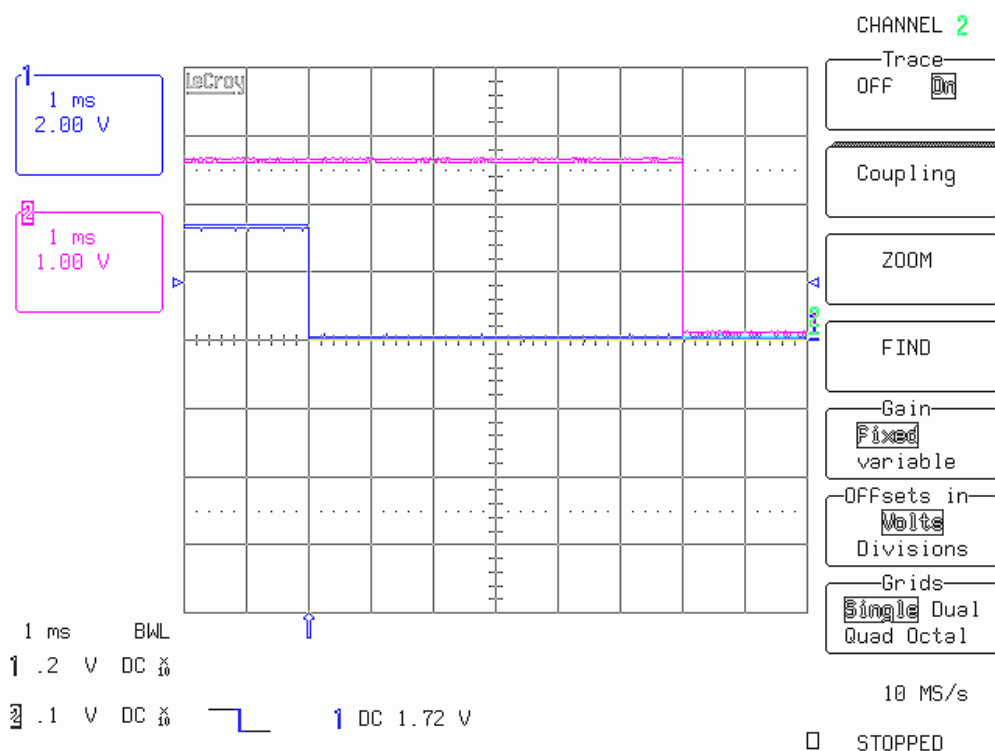 CHANNEL 2
1
1 ms
2.00 V
2
1 ms
1.00 V
LeCroy
Trace
OFF On
Coupling
ZOOM
FIND
Gain
Fixed
variable
OFFsets in
Volts
Divisions
Grids
Single Dual
Quad Octal
1 ms BWL
1 .2 V DC X10
2 .1 V DC X10
1 DC 1.72 V
10 MS/s
STOPPED